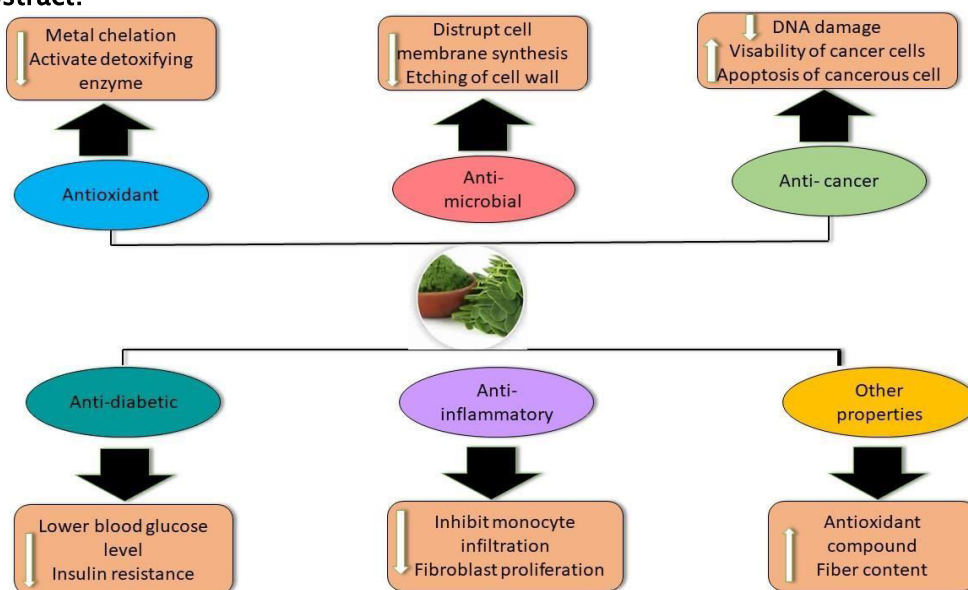 Metal chelation
Activate detoxifying
enzyme
Distrupt cell
membrane synthesis
Etching of cell wall
DNA damage
Visability of cancer cells
Apoptosis of cancerous cell
Antioxidant
Anti-
microbial
Anti- cancer
Anti-diabetic
Anti-
inflammatory
Other
properties
Lower blood glucose
level
Insulin resistance
Inhibit monocyte
infiltration
Fibroblast proliferation
Antioxidant
compound
Fiber content